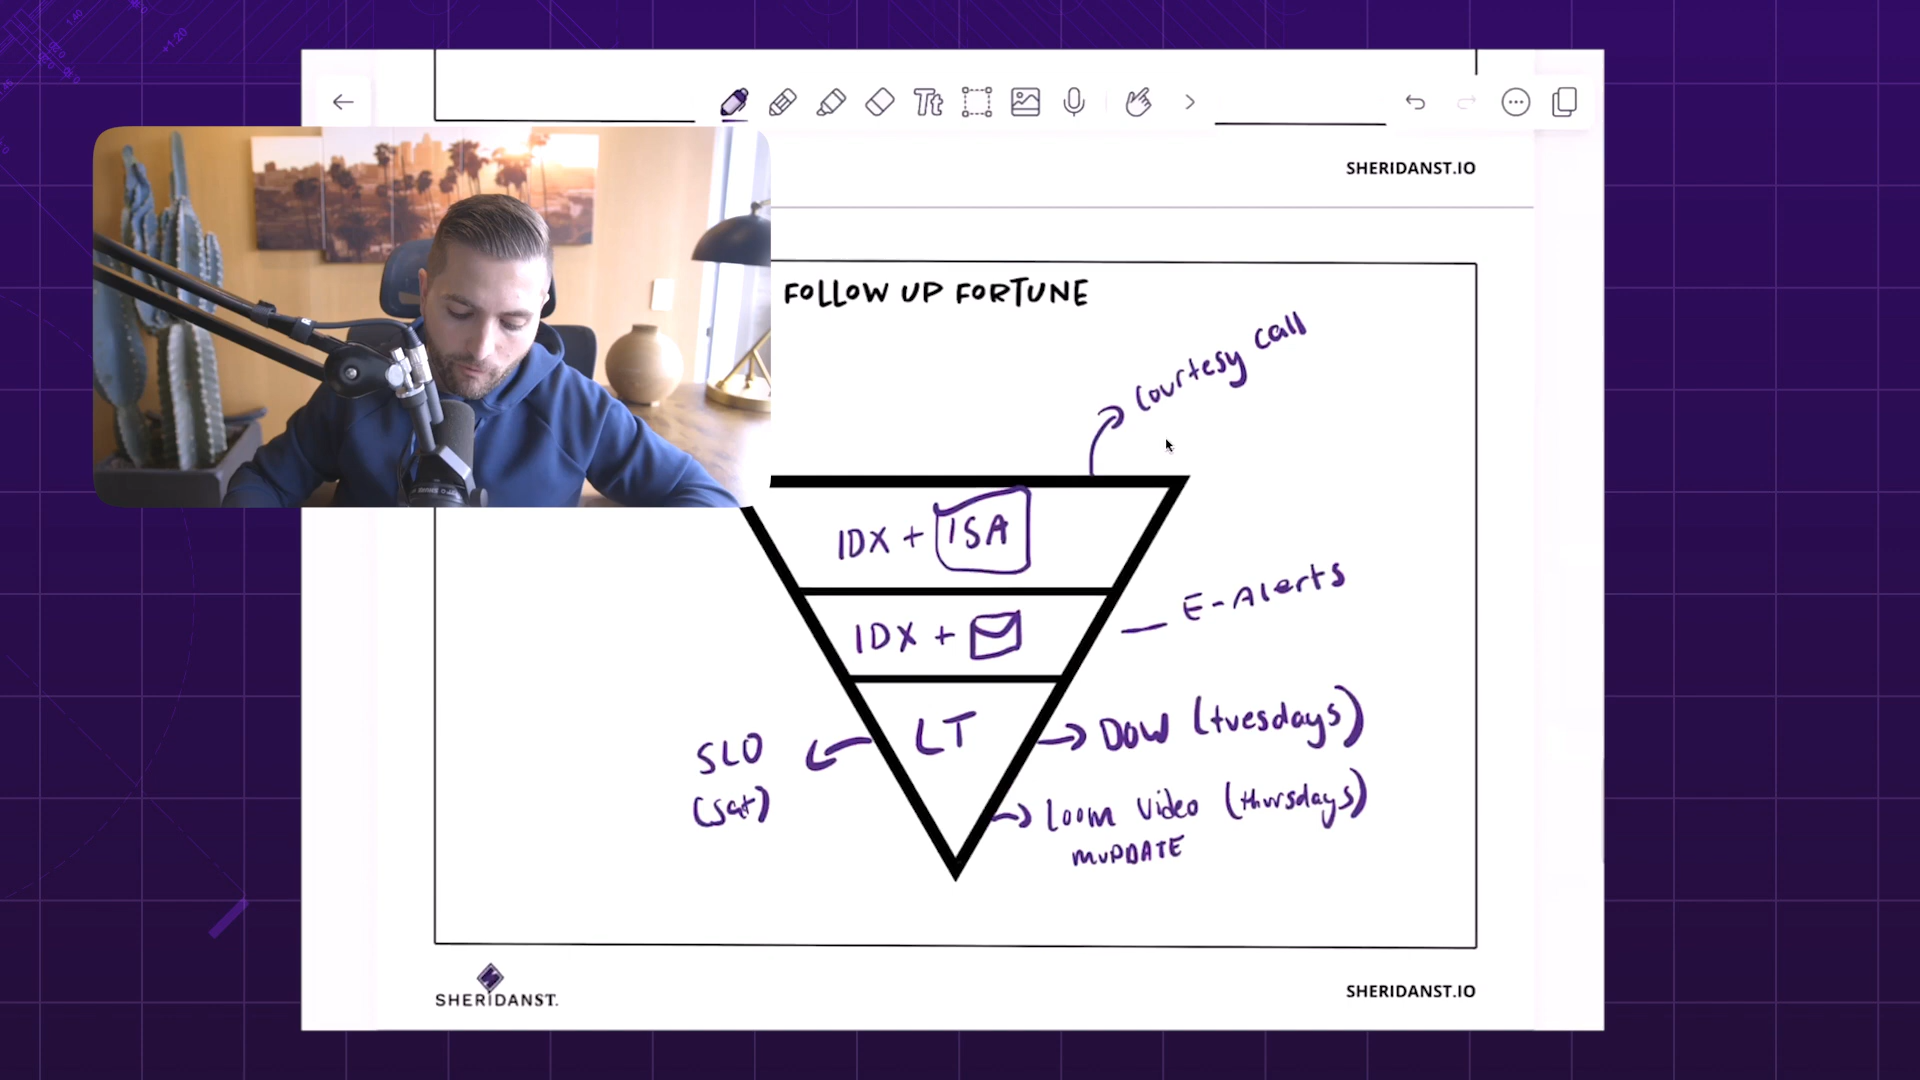 Tt
SHERIDANST.IO
FOLLOW UP FORTUNE
Courtesy call
IDX + ISA
E-Alerts
IDX +
LT
DOW (tuesdays)
SLO
(sat)
loom video (thursdays)
MUPDATE
SHERIDANST.
SHERIDANST.IO